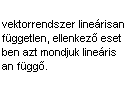 vektorrendszer lineárisan
független, ellenkező eset
ben azt mondjuk lineáris
an függő.